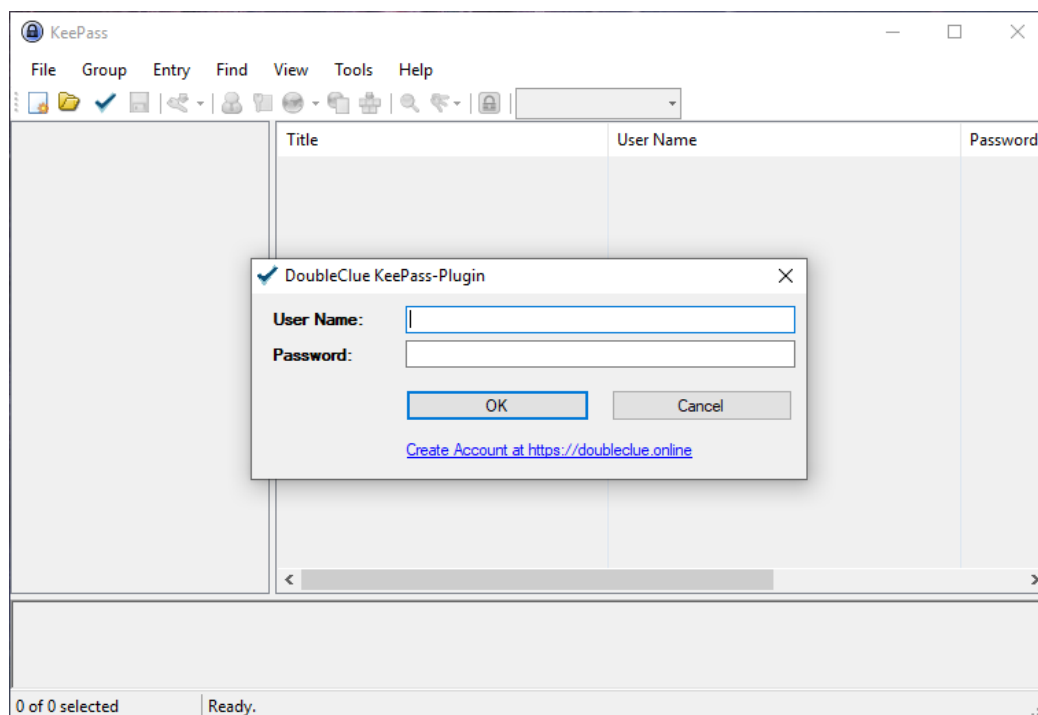 KeePass
File Group Entry Find View Tools Help
Title User Name Password
DoubleClue KeePass-Plugin
User Name:
Password:
OK Cancel
Create Account at https://doubleclue.online
0 of 0 selected Ready.